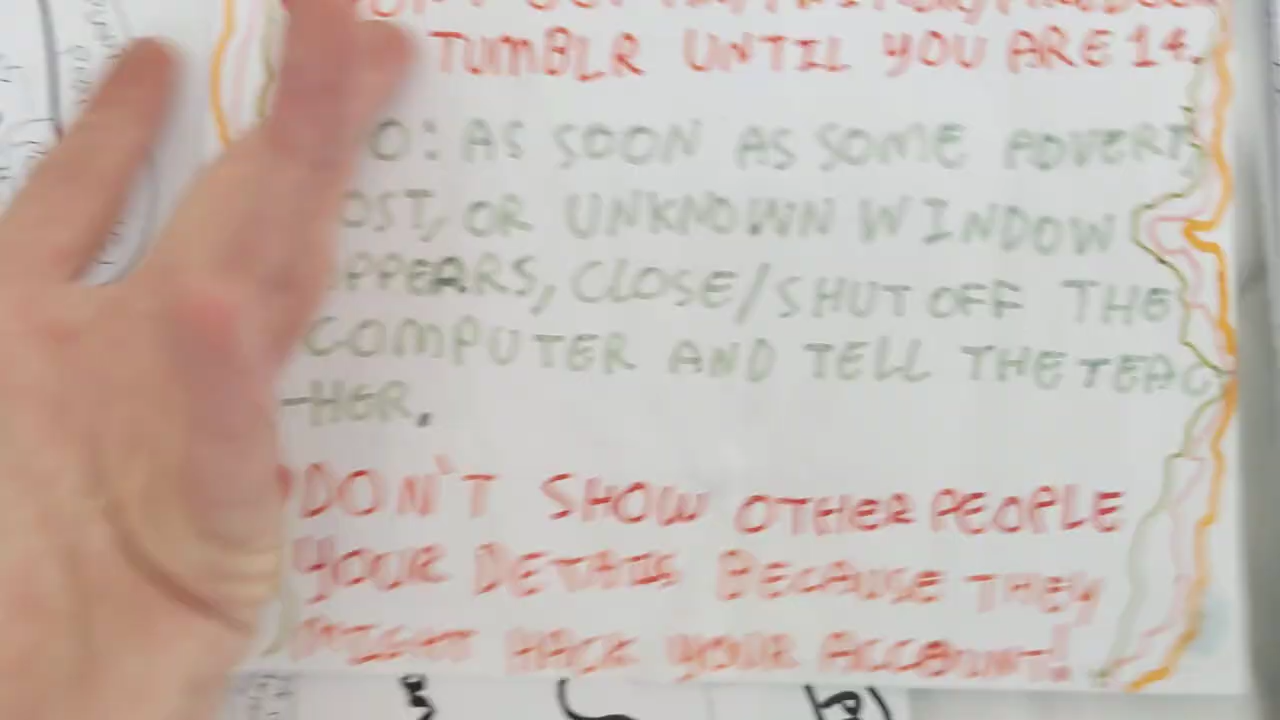 TUMBLR UNTIL YOU ARE 14.
O: AS SOON AS SOME ADVERT,
OST, OR UNKNOWN WINDOW
PPEARS, CLOSE/SHUT OFF THE
COMPUTER AND TELL THE TEAC
-HER.
DON'T SHOW OTHER PEOPLE
YOUR DETAILS BECAUSE THEY
MIGHT HACK YOUR ACCOUNT!